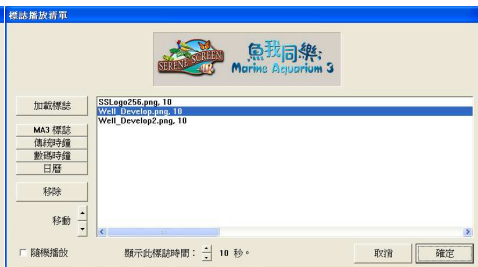 標誌播放清單
SERENE SCREEN
魚我同樂:
Marine Aquarium 3
加載標誌
SSLogo256.png, 10
Well_Develop.png, 10
Well_Develop2.png, 10
MA3 標誌
傳統時鐘
數碼時鐘
日曆
移除
移動
隨機播放
顯示此標誌時間： 10 秒。
取消
確定